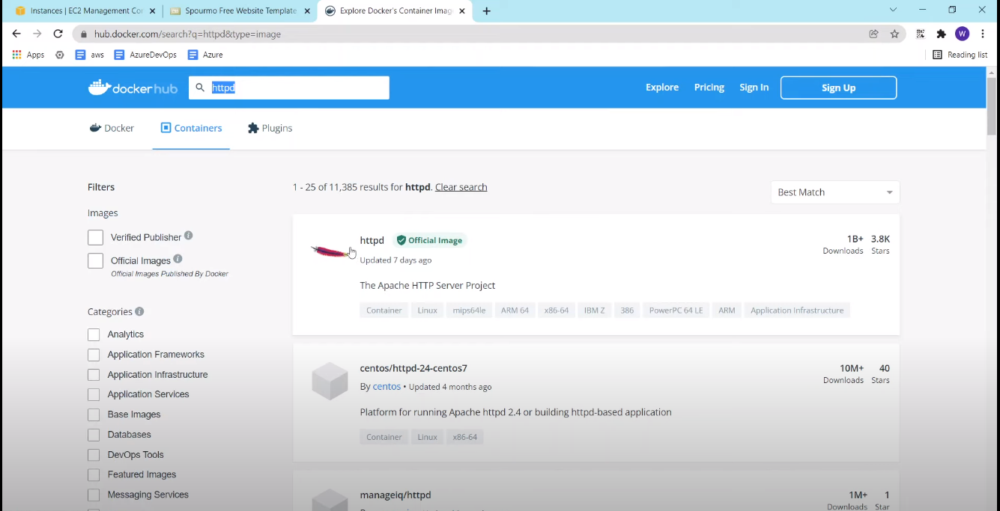 Instances | EC2 Management Con
Spourmo Free Website Template
Explore Docker's Container Imag
hub.docker.com/search?q=httpd&type=image
W
Apps
aws
AzureDevOps
Azure
Reading list
dockerhub
httpd
Explore
Pricing
Sign In
Sign Up
Docker
Containers
Plugins
Filters
1 - 25 of 11,385 results for httpd. Clear search
Best Match
Images
Verified Publisher
Official Images
Official Images Published By Docker
Categories
Analytics
Application Frameworks
Application Infrastructure
Application Services
Base Images
Databases
DevOps Tools
Featured Images
Messaging Services
httpd Official Image
Updated 7 days ago
1B+ 3.8K
Downloads Stars
The Apache HTTP Server Project
Container Linux mips64le ARM 64 x86-64 IBM Z 386 PowerPC 64 LE ARM Application Infrastructure
centos/httpd-24-centos7
By centos • Updated 4 months ago
10M+ 40
Downloads Stars
Platform for running Apache httpd 2.4 or building httpd-based application
Container Linux x86-64
manageiq/httpd
1M+ 1
Downloads Star